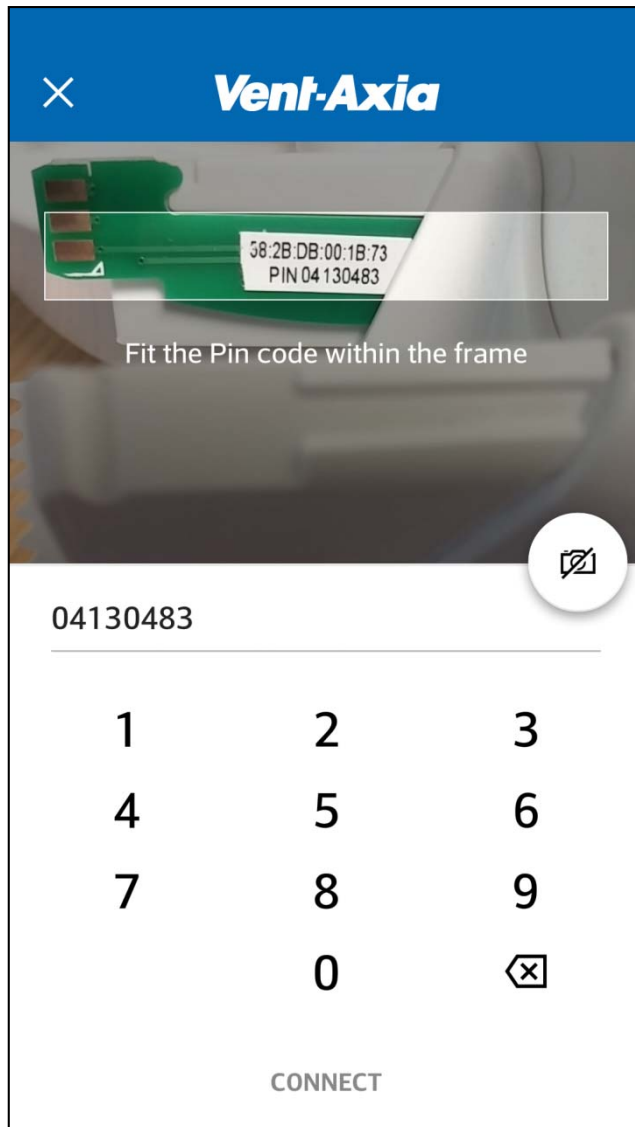 Vent-Axia
38:2B:DB:00:1B:73
PIN 04130483
Fit the Pin code within the frame
04130483
1 2 3
4 5 6
7 8 9
0
CONNECT